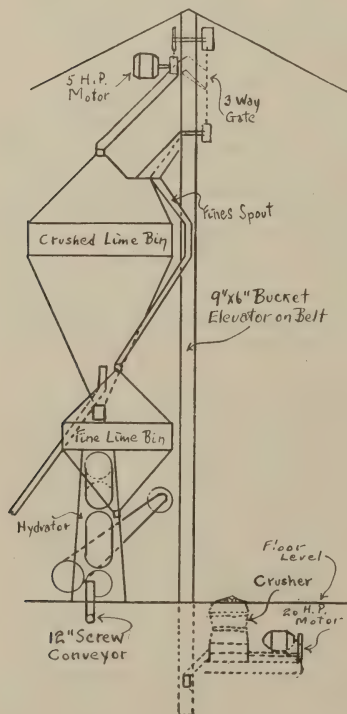 5 H.P.
Motor
3 Way
Gate
Fines Spout
Crushed Lime Bin
9"x6" Bucket
Elevator on Belt
Fine Lime Bin
Hydrator
Floor
Level
Crusher
20 H.P.
Motor
12" Screw
Conveyor